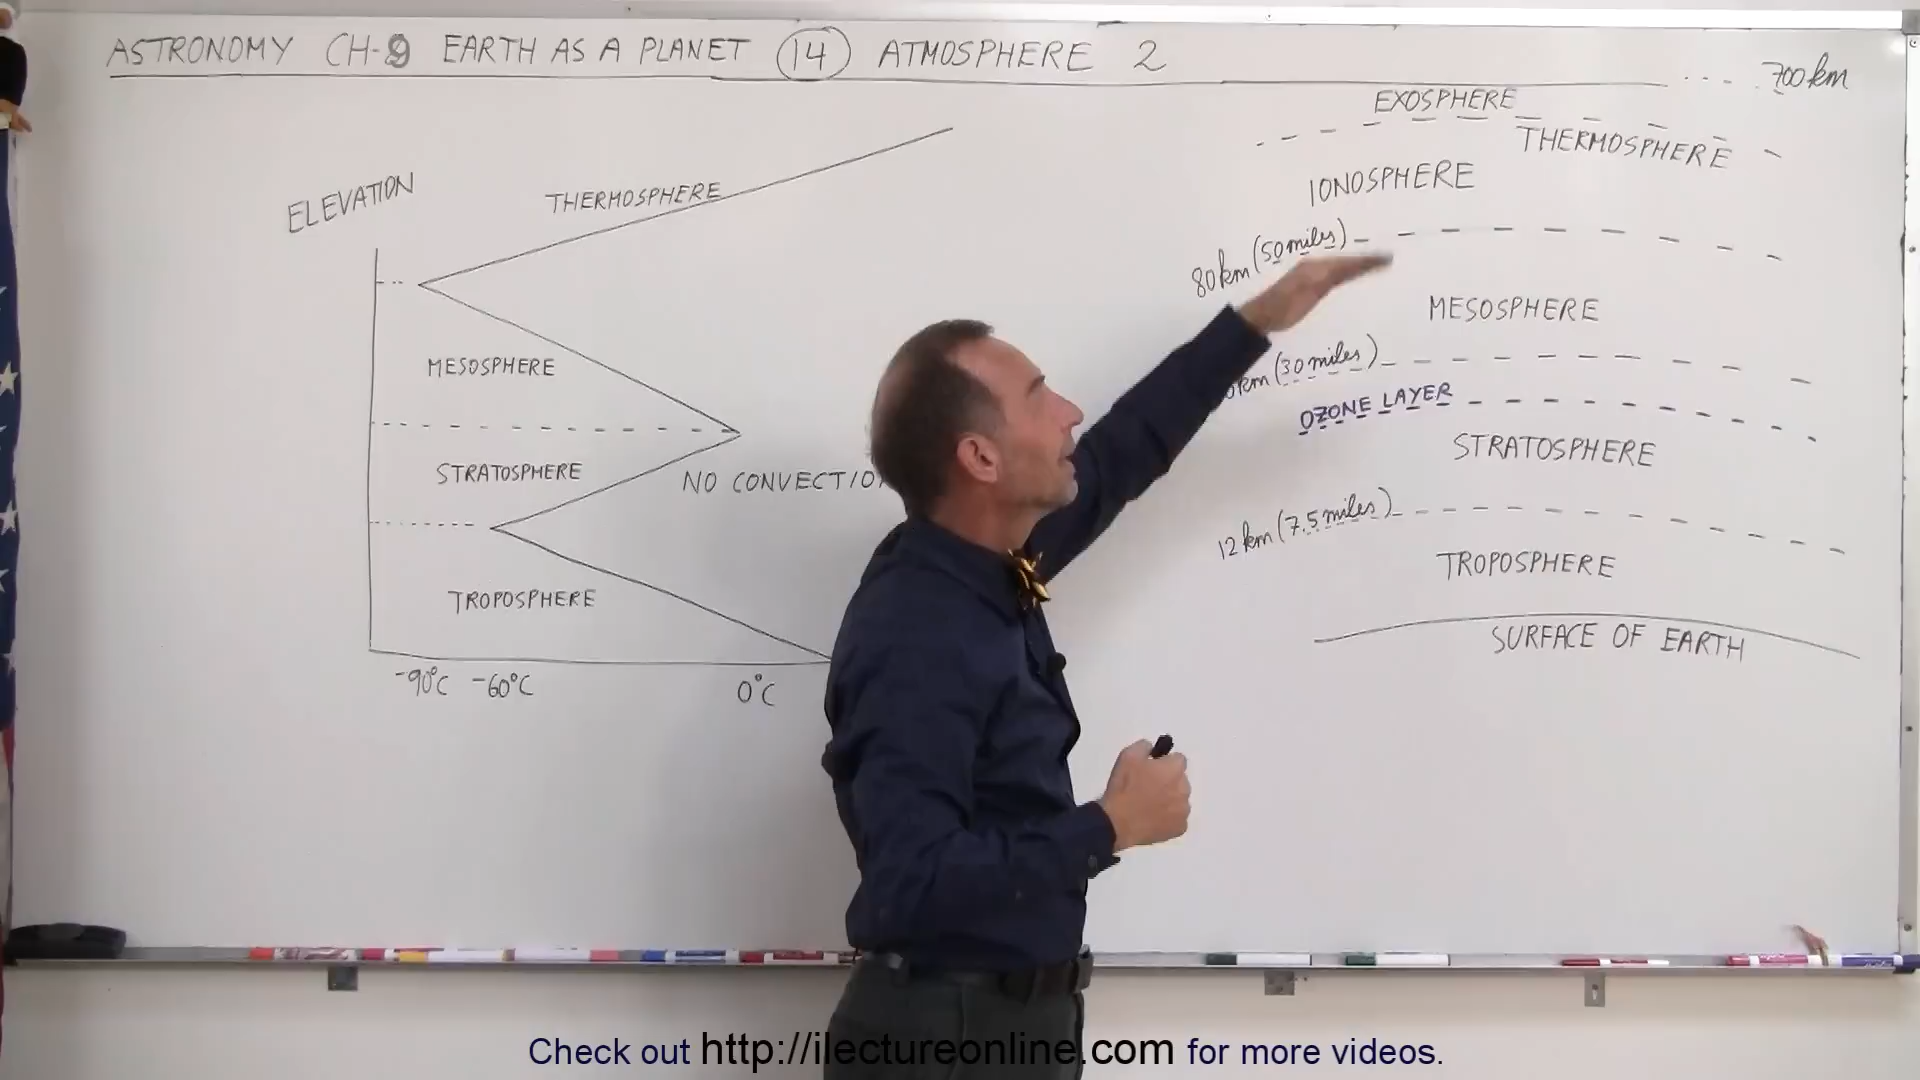 ASTRONOMY CH-9 EARTH AS A PLANET 14 ATMOSPHERE 2
ELEVATION
THERMOSPHERE
MESOSPHERE
STRATOSPHERE
NO CONVECTIO
TROPOSPHERE
-90°C -60°C 0°C
... 700 km
EXOSPHERE
THERMOSPHERE
IONOSPHERE
80 km (50 miles)
MESOSPHERE
km (30 miles)
OZONE LAYER
STRATOSPHERE
12 km (7.5 miles)
TROPOSPHERE
SURFACE OF EARTH
Check out http://ilectureonline.com for more videos.